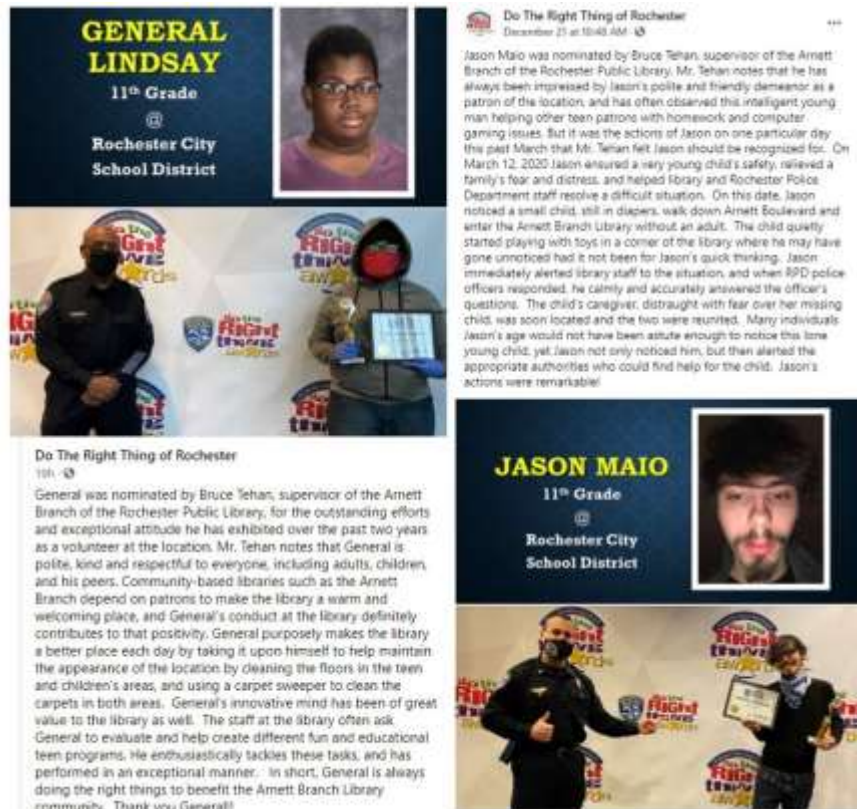 GENERAL
LINDSAY
11th Grade
@
Rochester City
School District
Do The Right Thing of Rochester
General was nominated by Bruce Tehan, supervisor of the Arnett
Branch of the Rochester Public Library, for the outstanding efforts
and exceptional attitude he has exhibited over the past two years
as a volunteer at the location. Mr. Tehan notes that General is
polite, kind and respectful to everyone, including adults, children,
and his peers. Community-based libraries such as the Arnett
Branch depend on patrons to make the library a warm and
welcoming place, and General's conduct at the library definitely
contributes to that positivity. General purposely makes the library
a better place each day by taking it upon himself to help maintain
the appearance of the location by cleaning the floors in the teen
and children's areas, and using a carpet sweeper to clean the
carpets in both areas. General's innovative mind has been of great
value to the library as well. The staff at the library often ask
General to evaluate and help create different fun and educational
teen programs. He enthusiastically tackles these tasks, and has
performed in an exceptional manner. In short, General is always
doing the right things to benefit the Arnett Branch Library
community. Thank you General!!
Do The Right Thing of Rochester
December 21 at 10:48 AM
Jason Maio was nominated by Bruce Tehan, supervisor of the Arnett
Branch of the Rochester Public Library. Mr. Tehan notes that he has
always been impressed by Jason's polite and friendly demeanor as a
patron of the location, and has often observed this intelligent young
man helping other teen patrons with homework and computer
gaming issues. But it was the actions of Jason on one particular day
this past March that Mr. Tehan felt Jason should be recognized for. On
March 12, 2020 Jason ensured a very young child's safety, relieved a
family's fear and distress, and helped library and Rochester Police
Department staff resolve a difficult situation. On this date, Jason
noticed a small child, still in diapers, walk down Arnett Boulevard and
enter the Arnett Branch Library without an adult. The child quietly
started playing with toys in a corner of the library where he may have
gone unnoticed had it not been for Jason's quick thinking. Jason
immediately alerted library staff to the situation, and when RPD police
officers responded, he calmly and accurately answered the officer's
questions. The child's caregiver, distraught with fear over her missing
child, was soon located and the two were reunited. Many individuals
Jason's age would not have been astute enough to notice this lone
young child, yet Jason not only noticed him, but then alerted the
appropriate authorities who could find help for the child. Jason's
actions were remarkable!
JASON MAIO
11th Grade
@
Rochester City
School District